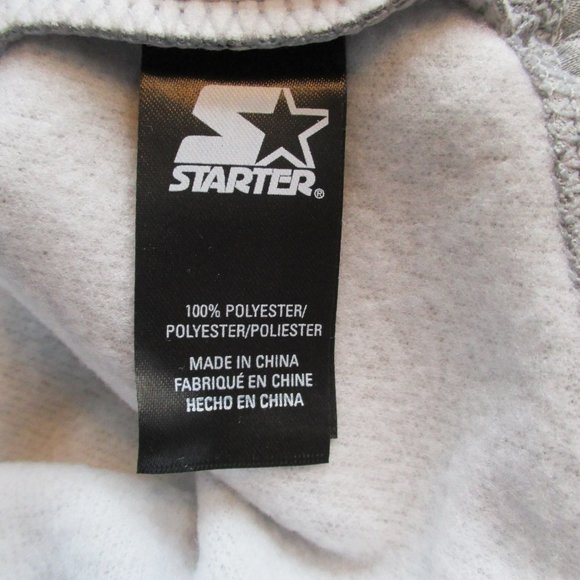 STARTER®
100% POLYESTER/
POLYESTER/POLIESTER
MADE IN CHINA
FABRIQUÉ EN CHINE
HECHO EN CHINA